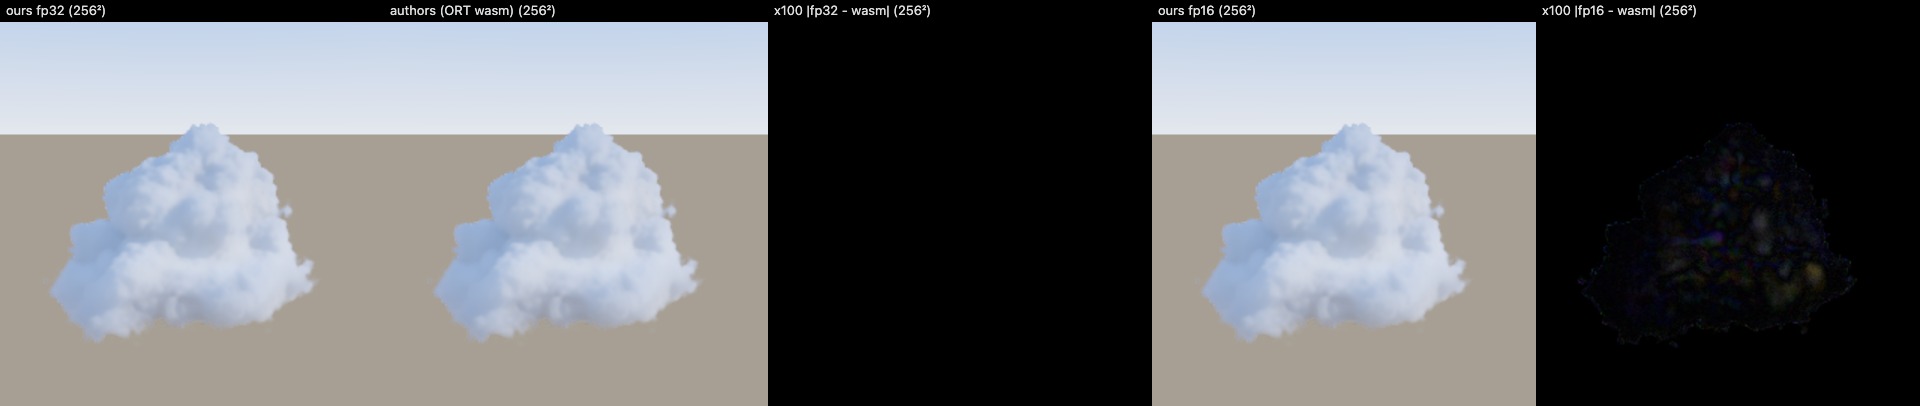 ours fp32 (256²)
authors (ORT wasm) (256²)
x100 |fp32 - wasm| (256²)
ours fp16 (256²)
x100 |fp16 - wasm| (256²)